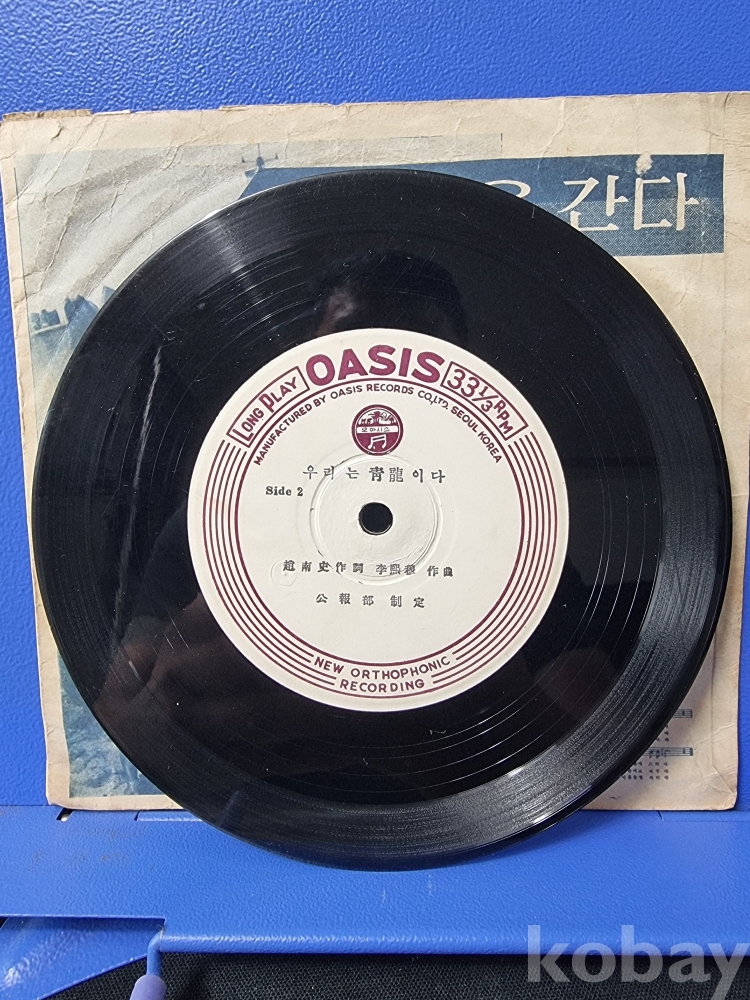 간다
LONG PLAY OASIS 33 1/3 RPM
MANUFACTURED BY OASIS RECORDS CO., LTD. SEOUL KOREA
오아시스
우리는 靑龍이다
Side 2
趙南史 作詞 李熙穆 作曲
公報部 制定
NEW ORTHOPHONIC
RECORDING
kobay